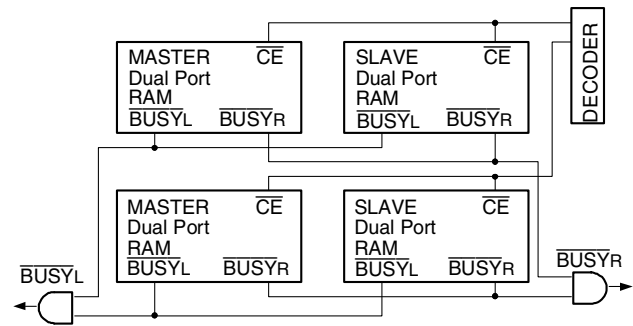 MASTER CE
Dual Port
RAM
BUSYL BUSYR
SLAVE CE
Dual Port
RAM
BUSYL BUSYR
DECODER
MASTER CE
Dual Port
RAM
BUSYL BUSYR
SLAVE CE
Dual Port
RAM
BUSYL BUSYR
BUSYL
BUSYR